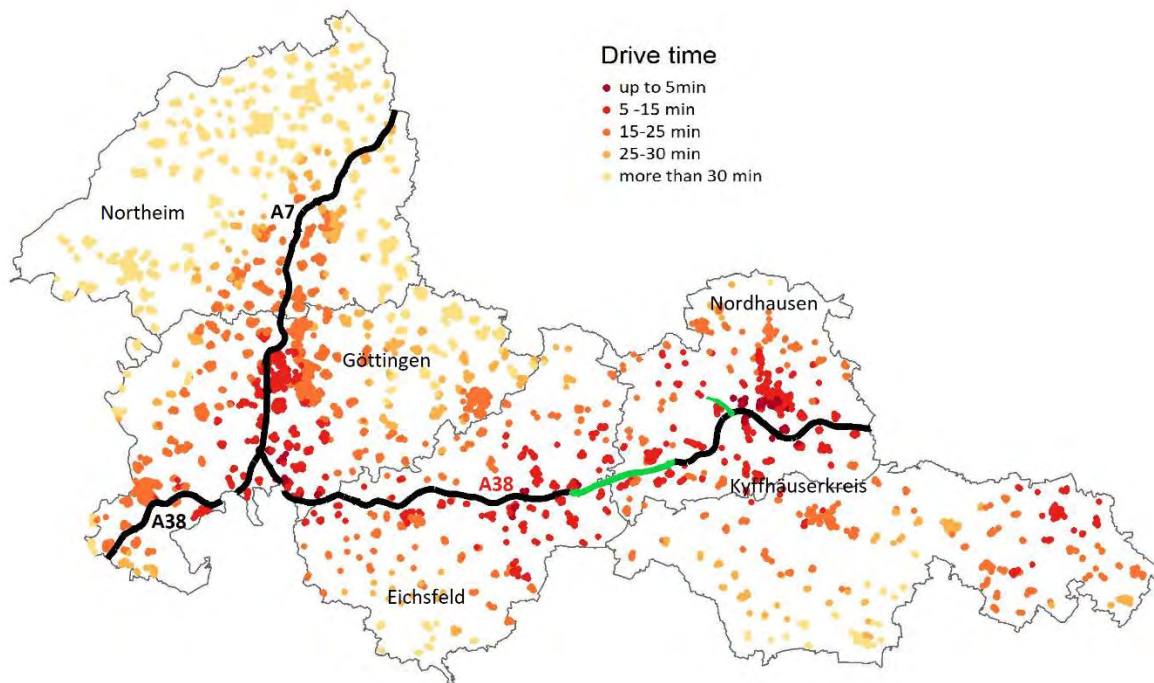 Drive time
up to 5min
5 -15 min
15-25 min
25-30 min
more than 30 min
Northeim
A7
Nordhausen
Göttingen
A38
Kyffhäuserkreis
A38
Eichsfeld